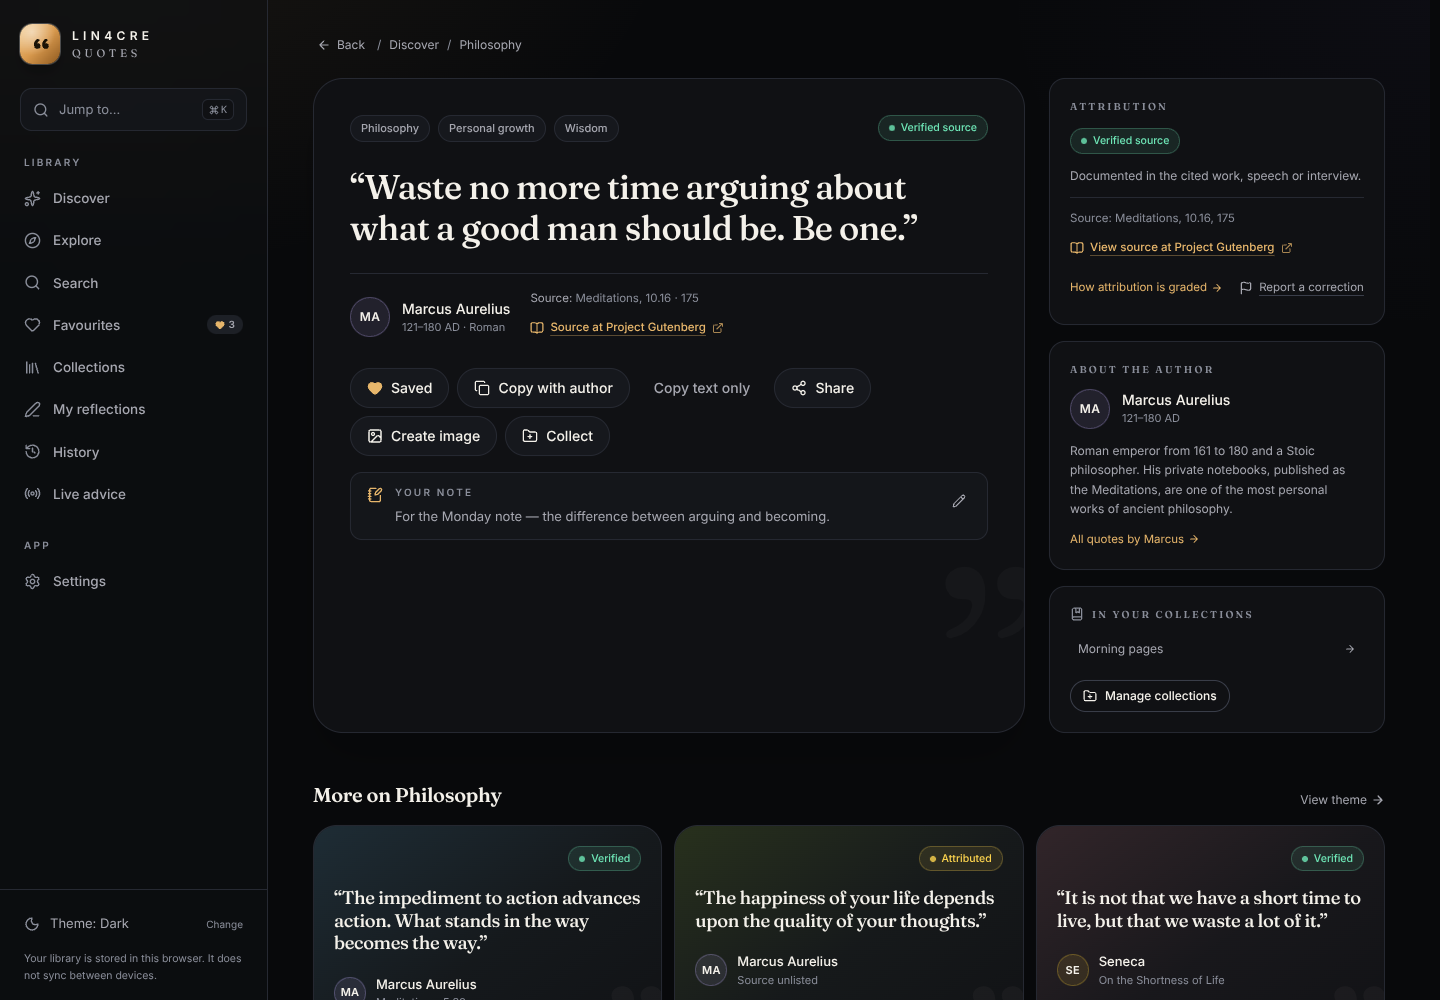 LIN4CRE
QUOTES
Jump to...
⌘K
LIBRARY
Discover
Explore
Search
Favourites
3
Collections
My reflections
History
Live advice
APP
Settings
Theme: Dark
Change
Your library is stored in this browser. It does
not sync between devices.
Back / Discover / Philosophy
Philosophy
Personal growth
Wisdom
Verified source
“Waste no more time arguing about
what a good man should be. Be one.”
MA
Marcus Aurelius
121–180 AD · Roman
Source: Meditations, 10.16 · 175
Source at Project Gutenberg
Saved
Copy with author
Copy text only
Share
Create image
Collect
YOUR NOTE
For the Monday note — the difference between arguing and becoming.
ATTRIBUTION
Verified source
Documented in the cited work, speech or interview.
Source: Meditations, 10.16, 175
View source at Project Gutenberg
How attribution is graded →
Report a correction
ABOUT THE AUTHOR
MA
Marcus Aurelius
121–180 AD
Roman emperor from 161 to 180 and a Stoic
philosopher. His private notebooks, published as
the Meditations, are one of the most personal
works of ancient philosophy.
All quotes by Marcus →
IN YOUR COLLECTIONS
Morning pages
Manage collections
More on Philosophy
View theme →
Verified
“The impediment to action advances
action. What stands in the way
becomes the way.”
MA
Marcus Aurelius
Attributed
“The happiness of your life depends
upon the quality of your thoughts.”
MA
Marcus Aurelius
Source unlisted
Verified
“It is not that we have a short time to
live, but that we waste a lot of it.”
SE
Seneca
On the Shortness of Life